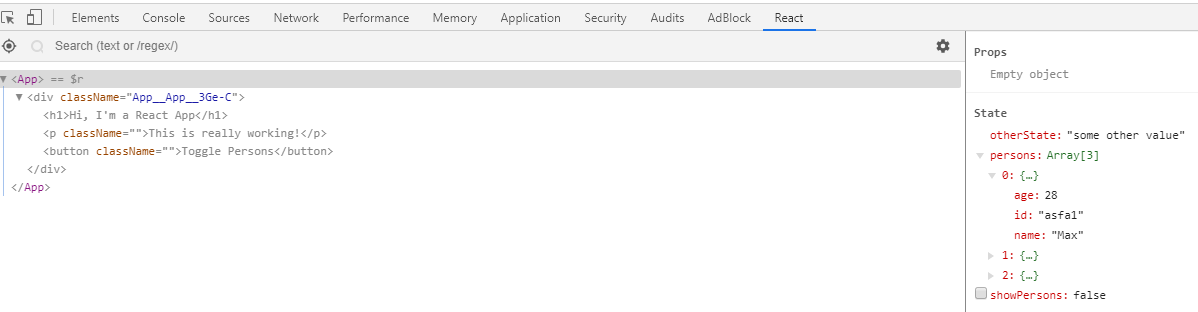 Elements Console Sources Network Performance Memory Application Security Audits AdBlock React
Search (text or /regex/)
<App> == $r
<div className="App__App__3Ge-C">
<h1>Hi, I'm a React App</h1>
<p className="">This is really working!</p>
<button className="">Toggle Persons</button>
</div>
</App>
Props
Empty object
State
otherState: "some other value"
persons: Array[3]
0: {…}
age: 28
id: "asfa1"
name: "Max"
1: {…}
2: {…}
showPersons: false